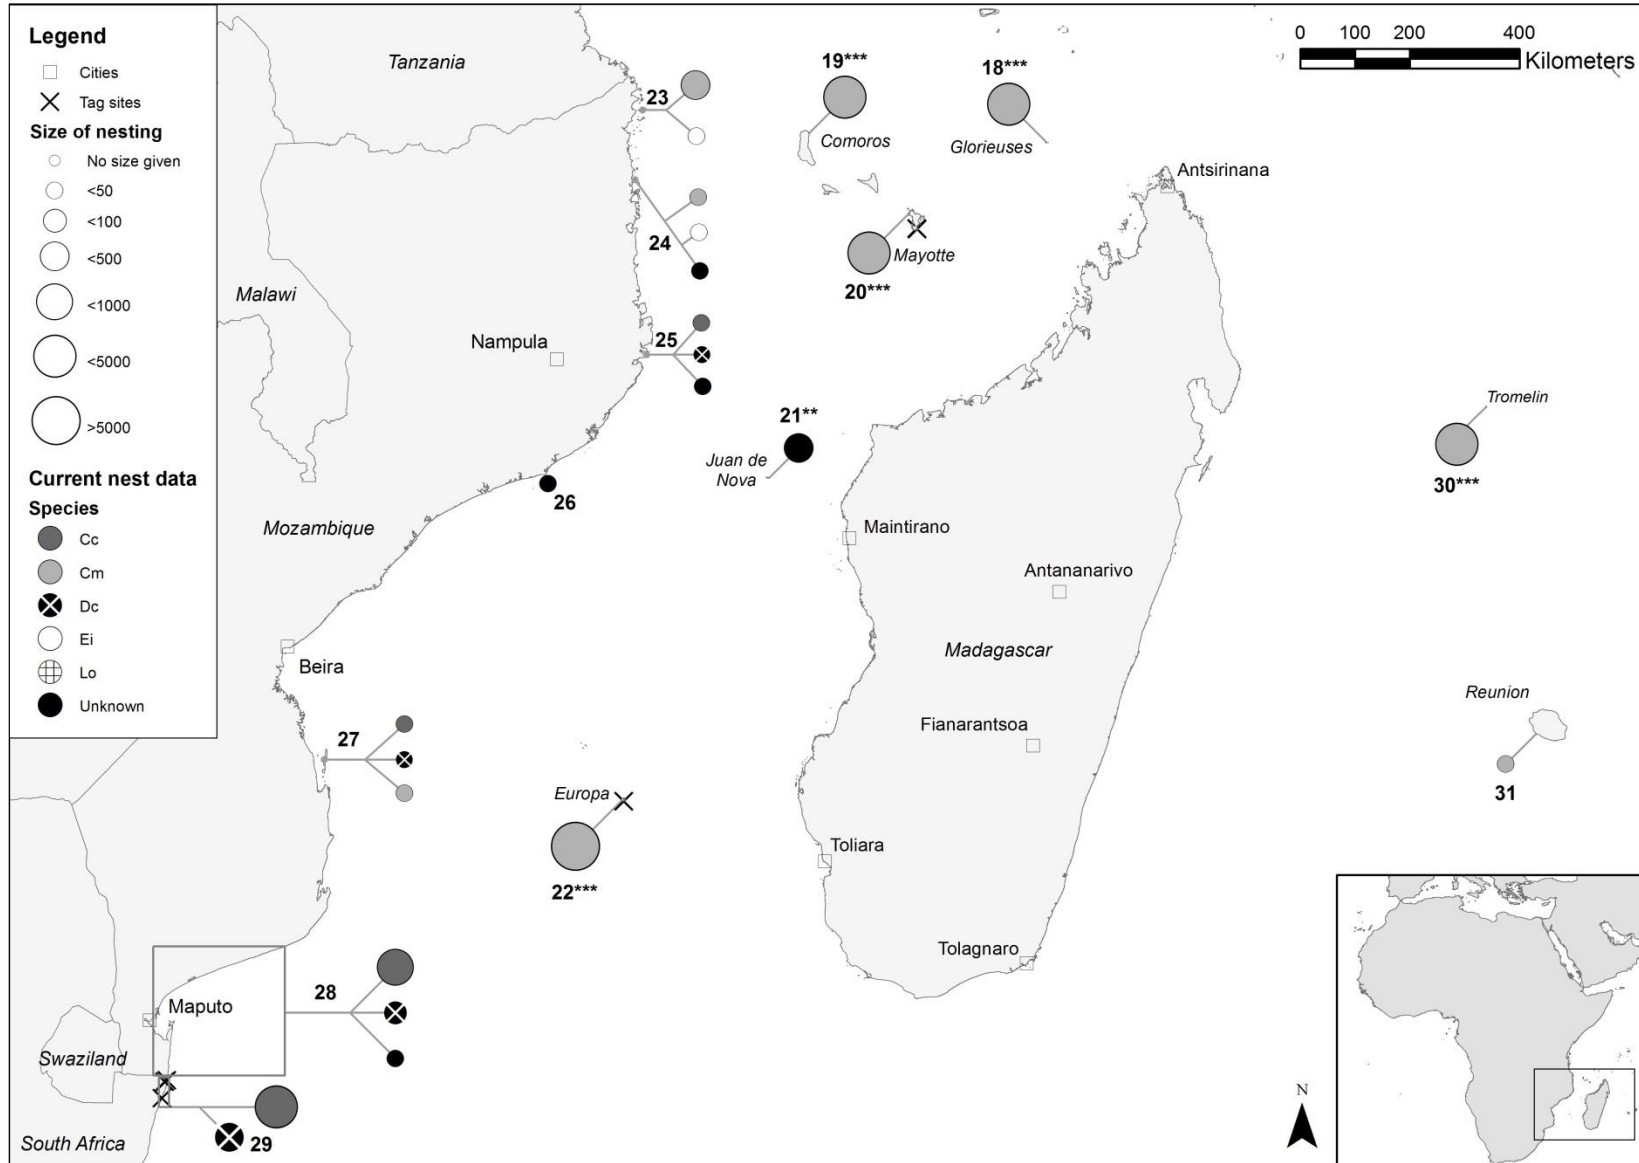 Legend
Cities
Tag sites
Size of nesting
No size given
<50
<100
<500
<1000
<5000
>5000
Current nest data
Species
Cc
Cm
Dc
Ei
Lo
Unknown
0 100 200 400
Kilometers
Tanzania
23
19***
18***
Comoros
Glorieuses
Antsirinana
24
Mayotte
20***
Malawi
Nampula
25
21**
Juan de
Nova
Tromelin
30***
26
Mozambique
Maintirano
Antananarivo
Beira
Madagascar
Reunion
27
Fianarantsoa
31
Europa
22***
Toliara
Tolagnaro
28
Maputo
Swaziland
South Africa
29
N